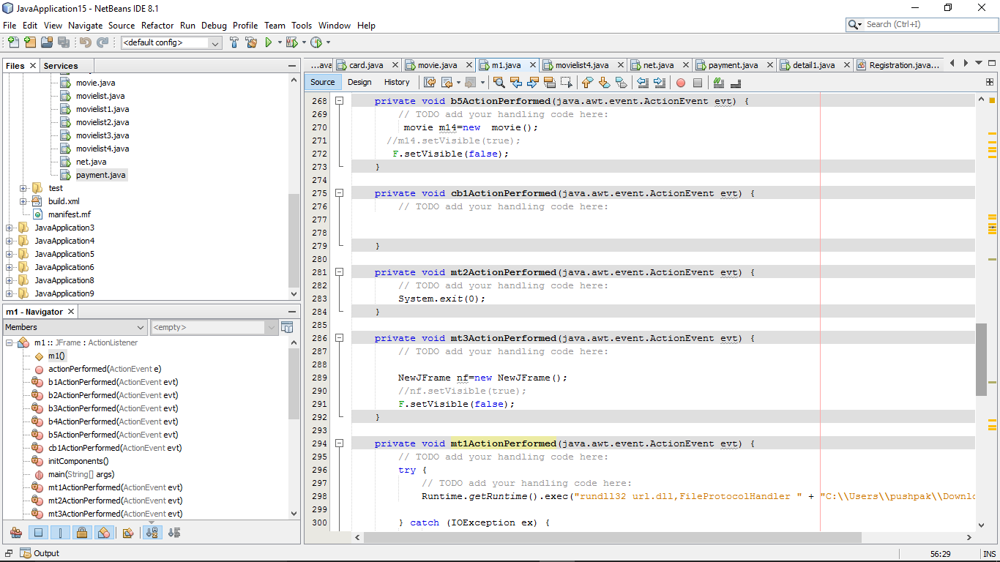 JavaApplication15 - NetBeans IDE 8.1
File Edit View Navigate Source Refactor Run Debug Profile Team Tools Window Help
Search (Ctrl+I)
<default config>
Files Services
movie.java
movielist.java
movielist1.java
movielist2.java
movielist3.java
movielist4.java
net.java
payment.java
test
build.xml
manifest.mf
JavaApplication3
JavaApplication4
JavaApplication5
JavaApplication6
JavaApplication8
JavaApplication9
m1 - Navigator
Members <empty>
m1 :: JFrame : ActionListener
m1()
actionPerformed(ActionEvent e)
b1ActionPerformed(ActionEvent evt)
b2ActionPerformed(ActionEvent evt)
b3ActionPerformed(ActionEvent evt)
b4ActionPerformed(ActionEvent evt)
b5ActionPerformed(ActionEvent evt)
cb1ActionPerformed(ActionEvent evt)
initComponents()
main(String[] args)
mt1ActionPerformed(ActionEvent evt)
mt2ActionPerformed(ActionEvent evt)
mt3ActionPerformed(ActionEvent evt)
...ava card.java movie.java m1.java movielist4.java net.java payment.java detail1.java Registration.java...
Source Design History
268 private void b5ActionPerformed(java.awt.event.ActionEvent evt) {
269 // TODO add your handling code here:
270 movie m14=new  movie();
271 //m14.setVisible(true);
272 F.setVisible(false);
273 }
274
275 private void cb1ActionPerformed(java.awt.event.ActionEvent evt) {
276 // TODO add your handling code here:
277
278
279 }
280
281 private void mt2ActionPerformed(java.awt.event.ActionEvent evt) {
282 // TODO add your handling code here:
283 System.exit(0);
284 }
285
286 private void mt3ActionPerformed(java.awt.event.ActionEvent evt) {
287 // TODO add your handling code here:
288
289 NewJFrame nf=new NewJFrame();
290 //nf.setVisible(true);
291 F.setVisible(false);
292 }
293
294 private void mt1ActionPerformed(java.awt.event.ActionEvent evt) {
295 // TODO add your handling code here:
296 try {
297 // TODO add your handling code here:
298 Runtime.getRuntime().exec("rundll32 url.dll,FileProtocolHandler " + "C:\\Users\\pushpak\\Downlo
299
300 } catch (IOException ex) {
Output
56:29 INS